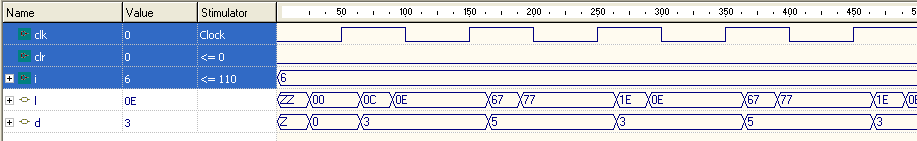 Name Value Stimulator 50 100 150 200 250 300 350 400 450
clk 0 Clock
clr 0 <= 0
i 6 <= 110 6
l 0E ZZ 00 0C 0E 67 77 1E 0E 67 77 1E
d 3 Z 0 3 5 3 5 3